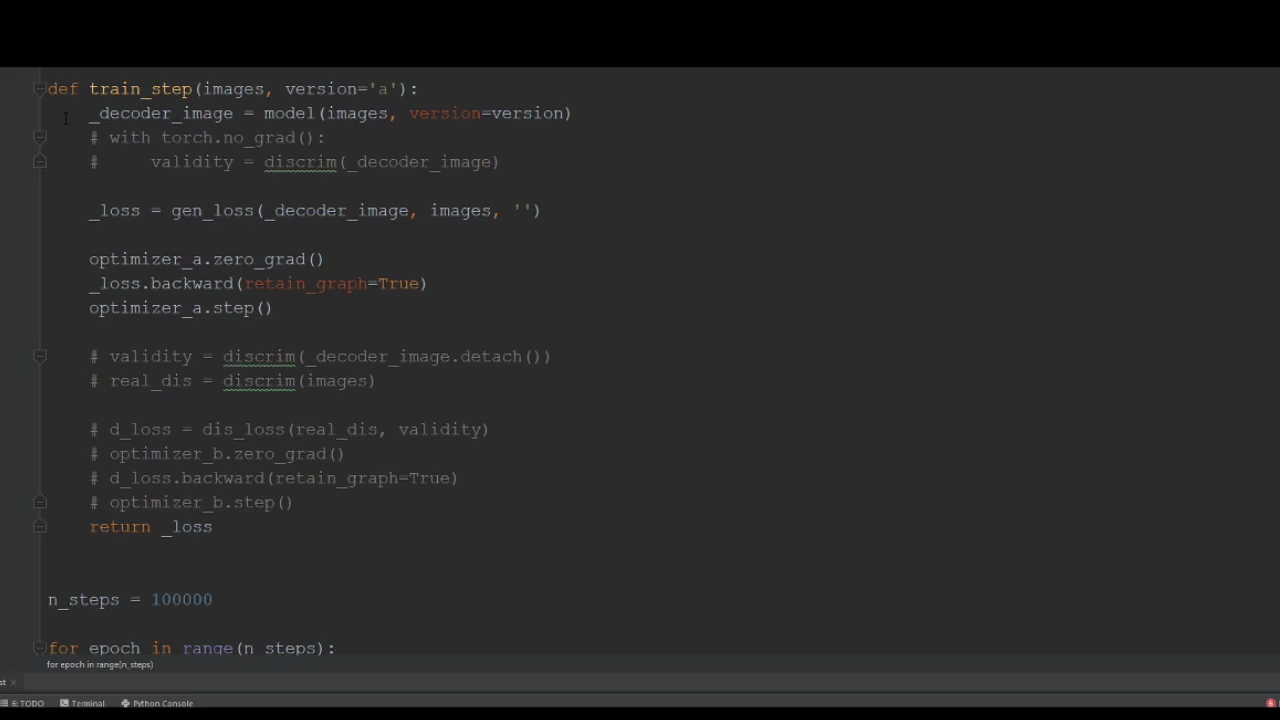 def train_step(images, version='a'):
    _decoder_image = model(images, version=version)
    # with torch.no_grad():
    #     validity = discrim(_decoder_image)
    _loss = gen_loss(_decoder_image, images, '')
    optimizer_a.zero_grad()
    _loss.backward(retain_graph=True)
    optimizer_a.step()
    # validity = discrim(_decoder_image.detach())
    # real_dis = discrim(images)
    # d_loss = dis_loss(real_dis, validity)
    # optimizer_b.zero_grad()
    # d_loss.backward(retain_graph=True)
    # optimizer_b.step()
    return _loss
n_steps = 100000
for epoch in range(n_steps):
for epoch in range(n_steps)
st ×
6: TODO Terminal Python Console 6